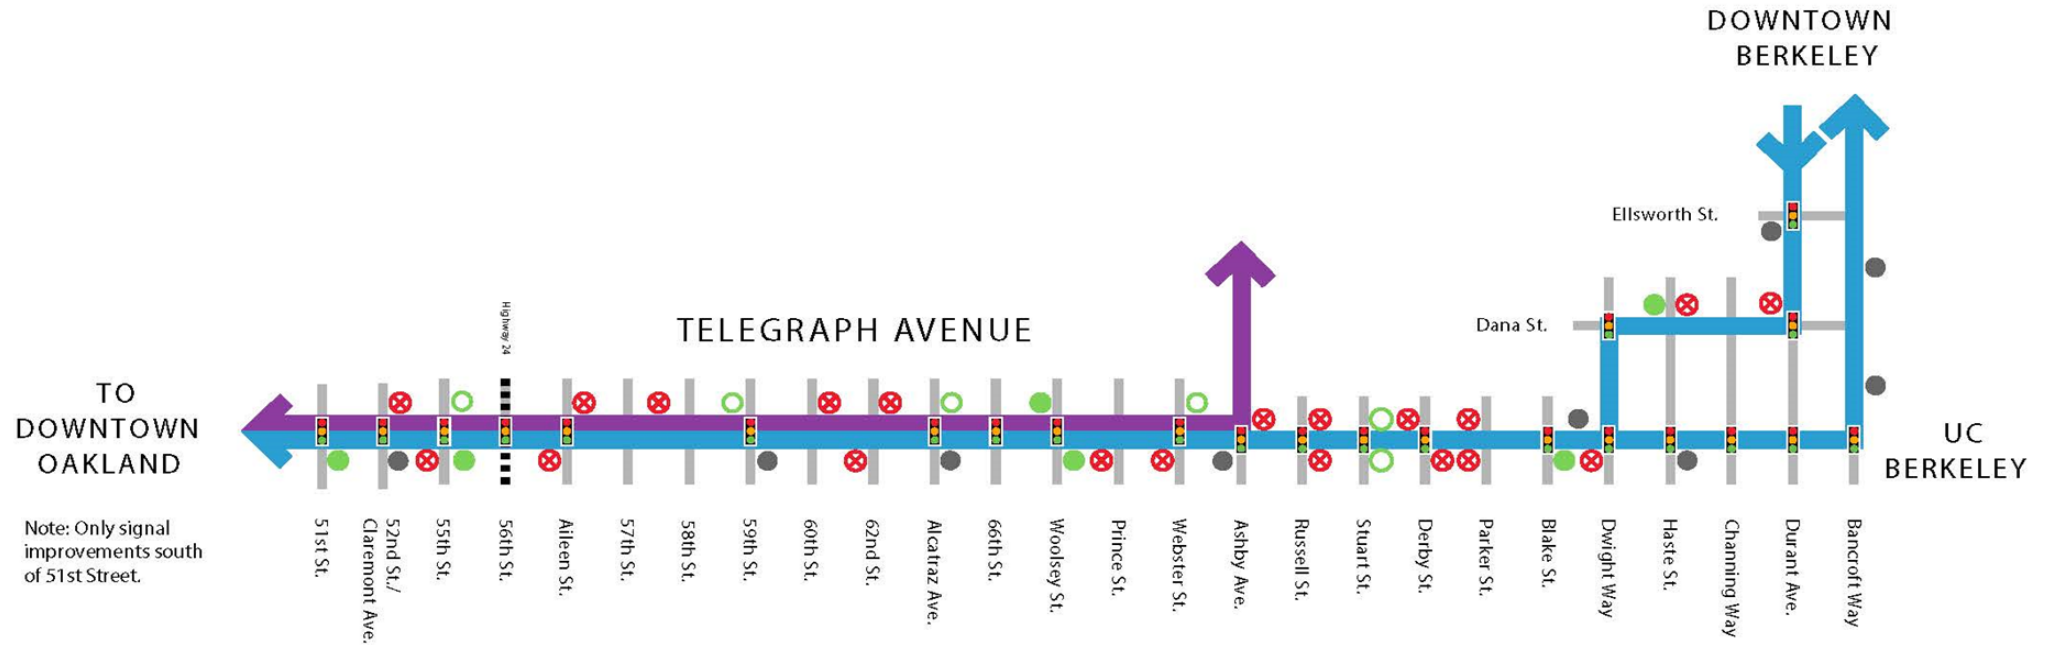 DOWNTOWN
BERKELEY
Ellsworth St.
Highway 24
TELEGRAPH AVENUE
Dana St.
TO
DOWNTOWN
OAKLAND
UC
BERKELEY
Note: Only signal
improvements south
of 51st Street.
51st St.
52nd St./
Claremont Ave.
55th St.
56th St.
Aileen St.
57th St.
58th St.
59th St.
60th St.
62nd St.
Alcatraz Ave.
66th St.
Woolsey St.
Prince St.
Webster St.
Ashby Ave.
Russell St.
Stuart St.
Derby St.
Parker St.
Blake St.
Dwight Way
Haste St.
Channing Way
Durant Ave.
Bancroft Way